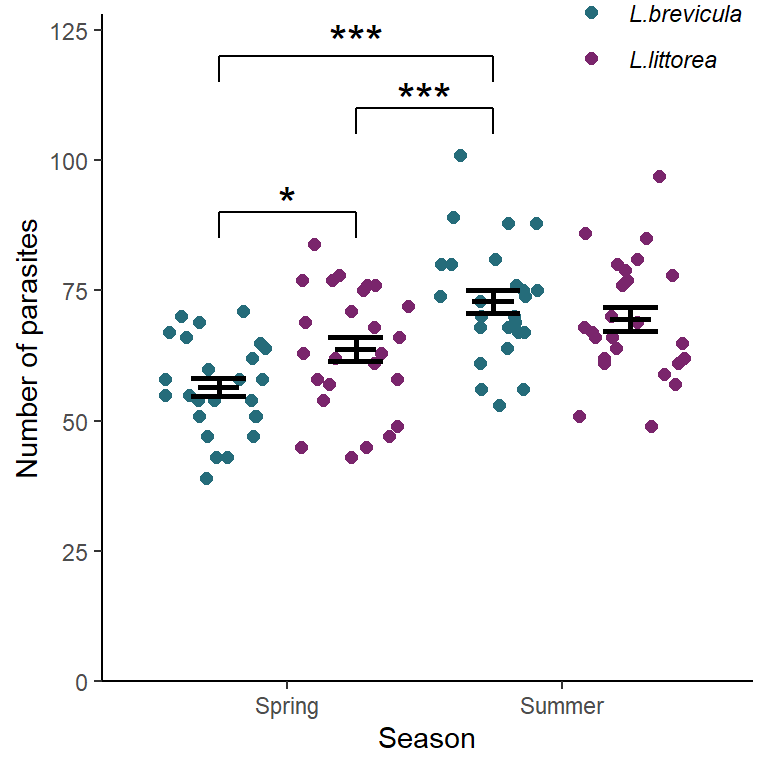 L.brevicula
L.littorea
125
100
75
50
25
0
***
***
*
Number of parasites
Spring
Summer
Season